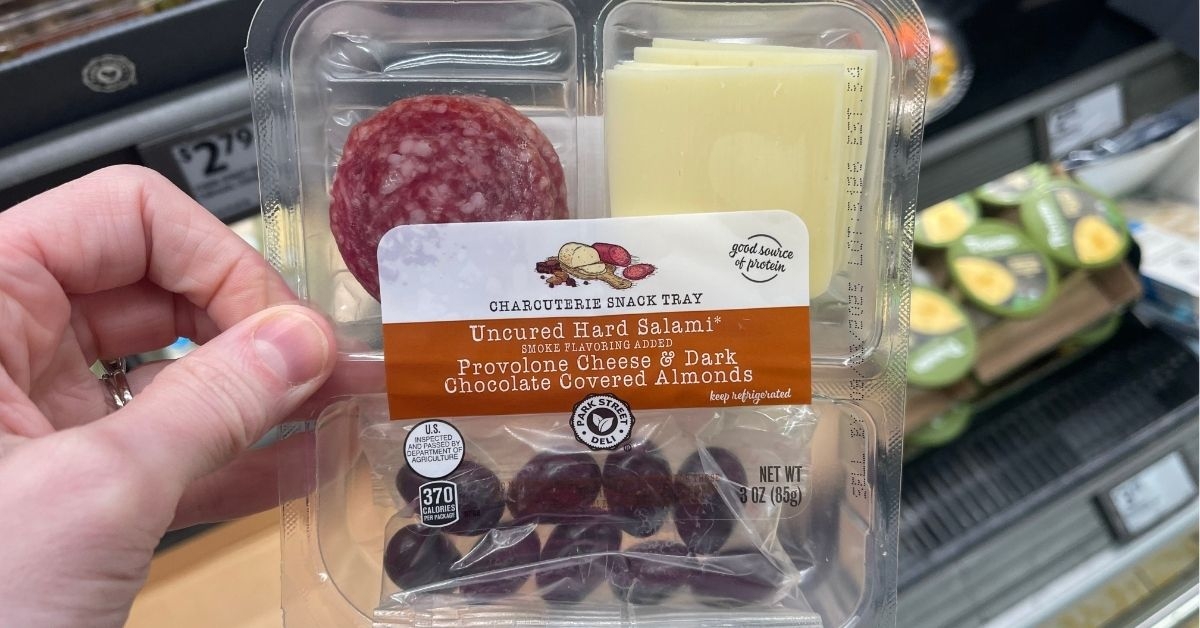 $2.79
good source
of protein
CHARCUTERIE SNACK TRAY
Uncured Hard Salami*
SMOKE FLAVORING ADDED
Provolone Cheese & Dark
Chocolate Covered Almonds
keep refrigerated
PARK STREET
DELI
U.S.
INSPECTED
AND PASSED BY
DEPARTMENT OF
AGRICULTURE
370
CALORIES
PER PACKAGE
NET WT
3 OZ (85g)